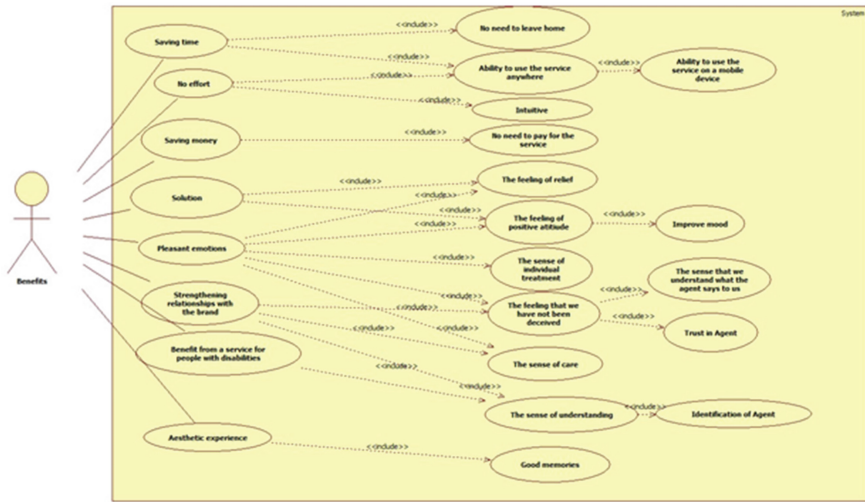 System
Saving time
<<include>>
No need to leave home
<<include>>
No effort
<<include>>
Ability to use the service
anywhere
<<include>>
Ability to use the
service on a mobile
device
<<include>>
Intuitive
Saving money
<<include>>
No need to pay for the
service
Solution
<<include>>
The feeling of relief
<<include>>
<<include>>
The feeling of
positive atitiude
<<include>>
Improve mood
Pleasant emotions
<<include>>
<<include>>
The sense of
individual
treatment
<<include>>
The sense that we
understand what the
agent says to us
Benefits
Strengthening
relationships with
the brand
<<include>>
The feeling that we
have not been
deceived
<<include>>
<<include>>
Trust in Agent
<<include>>
<<include>>
Benefit from a service for
people with disabilities
The sense of care
<<include>>
<<include>>
The sense of understanding
<<include>>
Identification of Agent
Aesthetic experience
<<include>>
Good memories